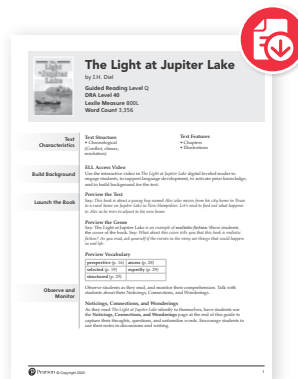 The Light at Jupiter Lake
by I.H. Diel
Guided Reading Level Q
DRA Level 40
Lexile Measure 800L
Word Count 3,356
The Light
at Jupiter
Lake
Text
Characteristics
Text Structure
• Chronological
(Conflict, climax,
resolution)
Text Features
• Chapters
• Illustrations
Build Background
ELL Access Video
Use the interactive video in The Light at Jupiter Lake digital leveled reader to
engage students, to support language development, to activate prior knowledge,
and to build background for the text.
Launch the Book
Preview the Text
Say: This book is about a young boy named Alex who moves from his city home in Texas
to a rural town on Jupiter Lake in New Hampshire. Let's read to find out what happens
to Alex as he tries to adjust to his new home.
Preview the Genre
Say: The Light at Jupiter Lake is an example of realistic fiction. Show students
the cover of the book. Say: What about this cover tells you that this book is realistic
fiction? As you read, ask yourself if the events in the story are things that could happen
in real life.
Preview Vocabulary
perspective (p. 16) assess (p. 28)
selected (p. 19) expertly (p. 29)
structured (p. 23)
Observe and
Monitor
Observe students as they read, and monitor their comprehension. Talk with
students about their Noticings, Connections, and Wonderings.
Noticings, Connections, and Wonderings
As they read The Light at Jupiter Lake silently to themselves, have students use
the Noticings, Connections, and Wonderings page at the end of this guide to
capture their thoughts, questions, and unfamiliar words. Encourage students to
use their notes in discussions and writing.
Pearson © Copyright 2020
1